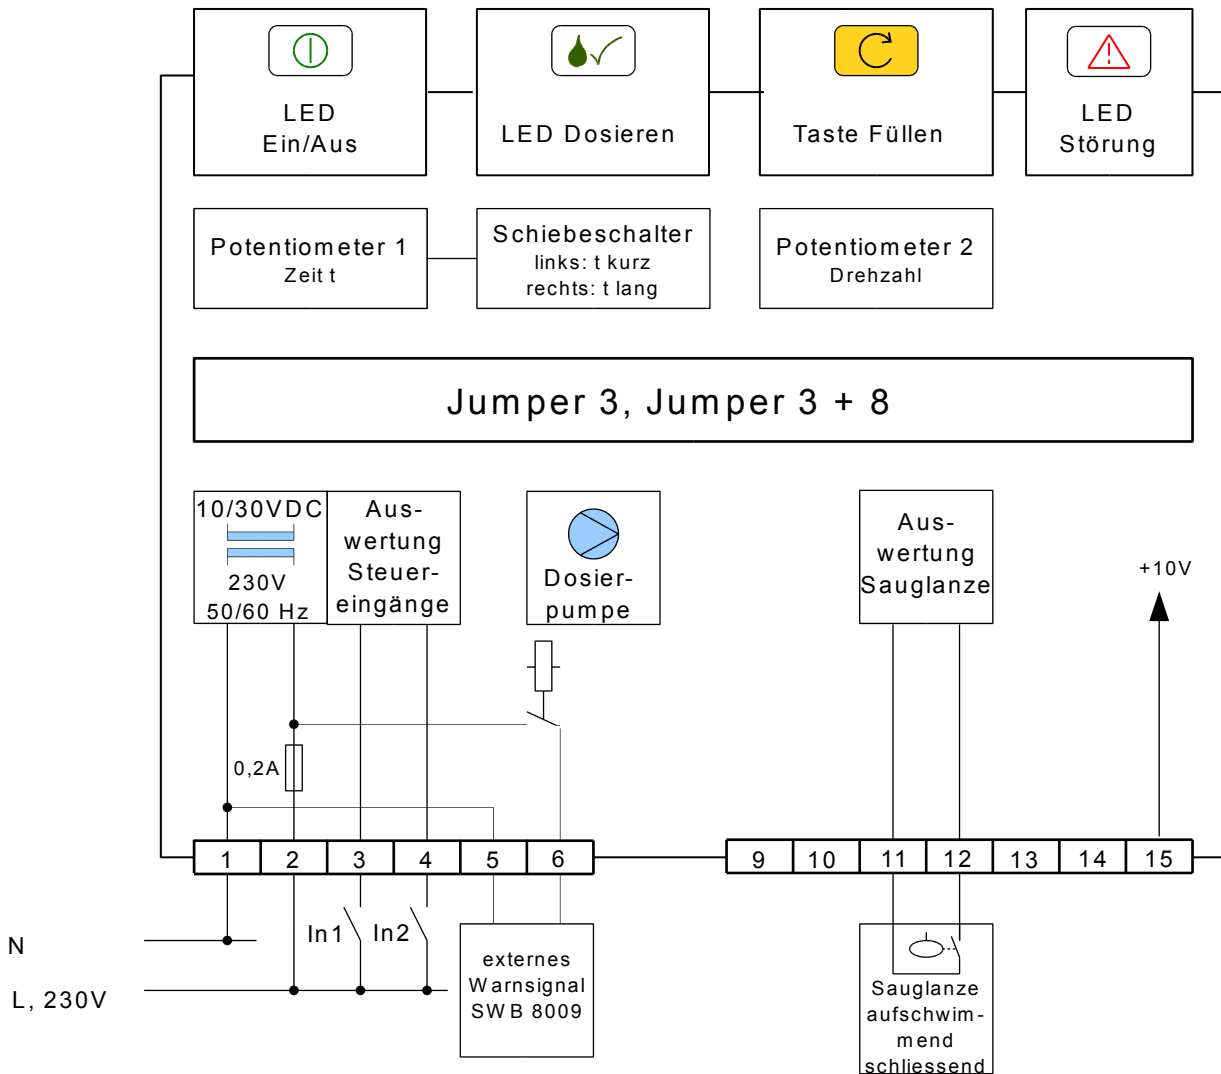 LED
Ein/Aus
LED Dosieren
Taste Füllen
LED
Störung
Potentiometer 1
Zeit t
Schiebeschalter
links: t kurz
rechts: t lang
Potentiometer 2
Drehzahl
Jumper 3, Jumper 3 + 8
10/30VDC
230V
50/60 Hz
Aus-
wertung
Steuer-
eingänge
Dosier-
pumpe
Aus-
wertung
Sauglanze
+10V
0,2A
1 2 3 4 5 6
9 10 11 12 13 14 15
In1 In2
N
L, 230V
externes
Warnsignal
SWB 8009
Sauglanze
aufschwim-
mend
schliessend